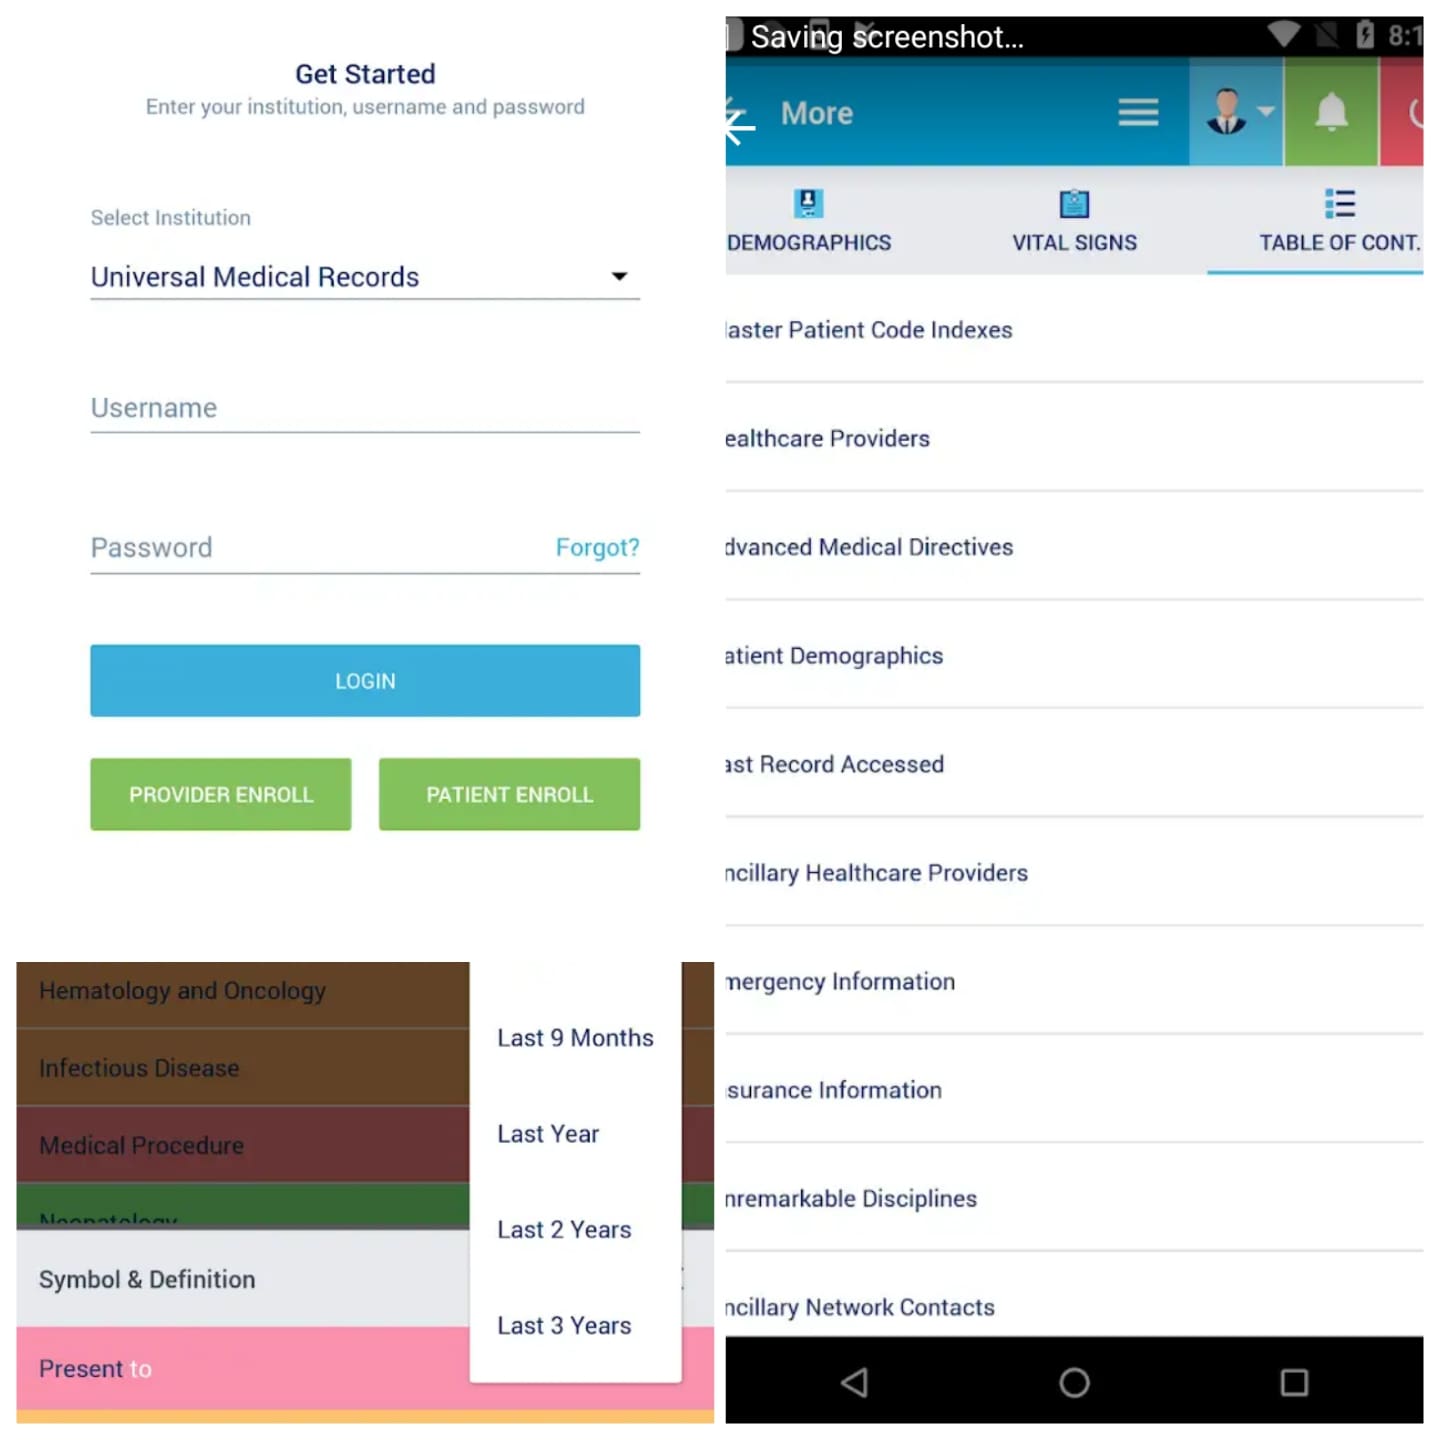 Get Started
Enter your institution, username and password
Select Institution
Universal Medical Records
Username
Password Forgot?
LOGIN
PROVIDER ENROLL PATIENT ENROLL
Hematology and Oncology
Infectious Disease
Medical Procedure
Neonatology
Symbol & Definition
Present to
Last 9 Months
Last Year
Last 2 Years
Last 3 Years
Saving screenshot...
8:1
More
DEMOGRAPHICS VITAL SIGNS TABLE OF CONT.
aster Patient Code Indexes
ealthcare Providers
dvanced Medical Directives
atient Demographics
ast Record Accessed
ncillary Healthcare Providers
mergency Information
surance Information
nremarkable Disciplines
ncillary Network Contacts